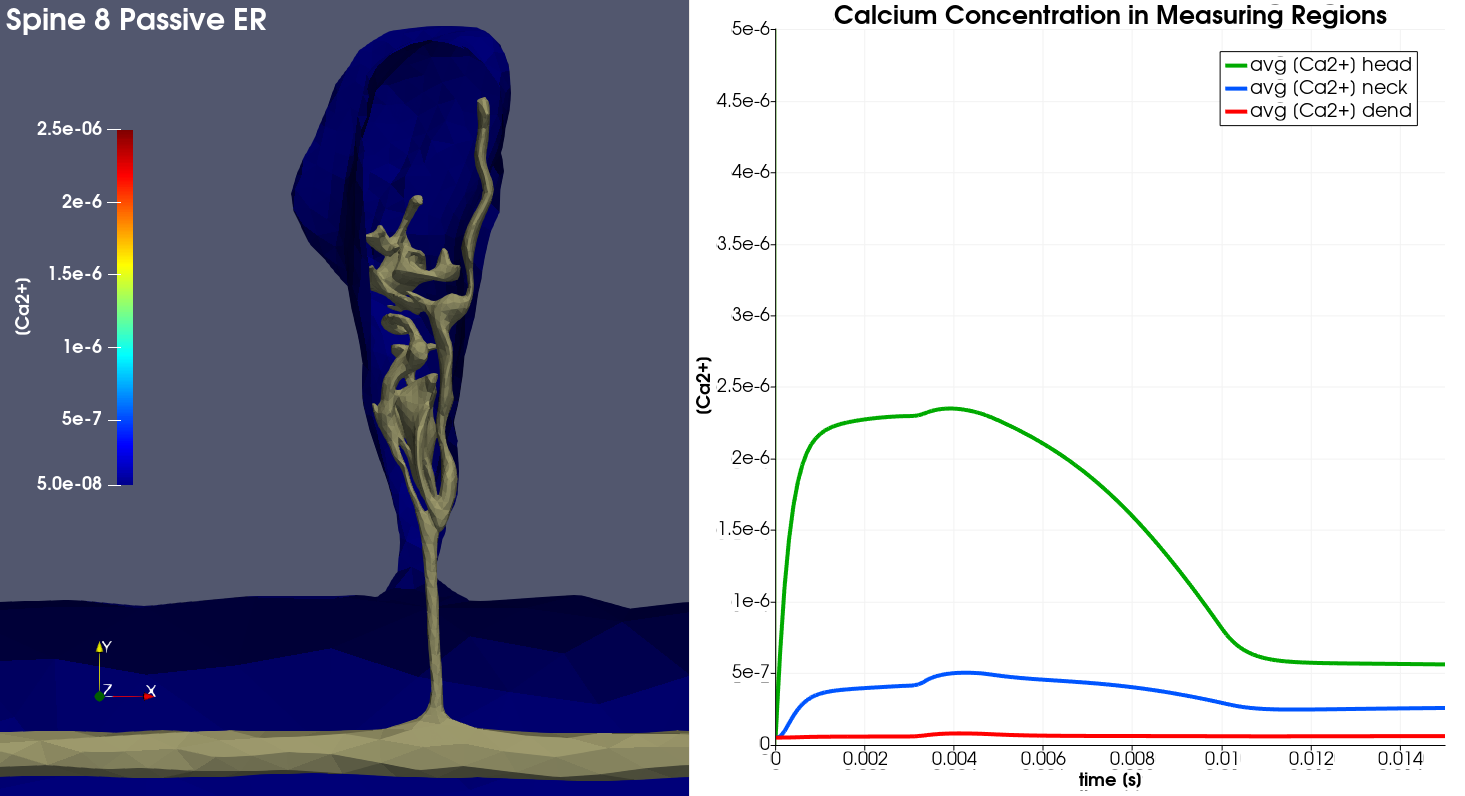 Spine 8 Passive ER
2.5e-06
2e-6
1.5e-6
1e-6
5e-7
5.0e-08
(Ca2+)
Y
Z
X
Calcium Concentration in Measuring Regions
avg (Ca2+) head
avg (Ca2+) neck
avg (Ca2+) dend
5e-6
4.5e-6
4e-6
3.5e-6
3e-6
2.5e-6
2e-6
1.5e-6
1e-6
5e-7
0
(Ca2+)
0 0.002 0.004 0.006 0.008 0.01 0.012 0.014
time (s)